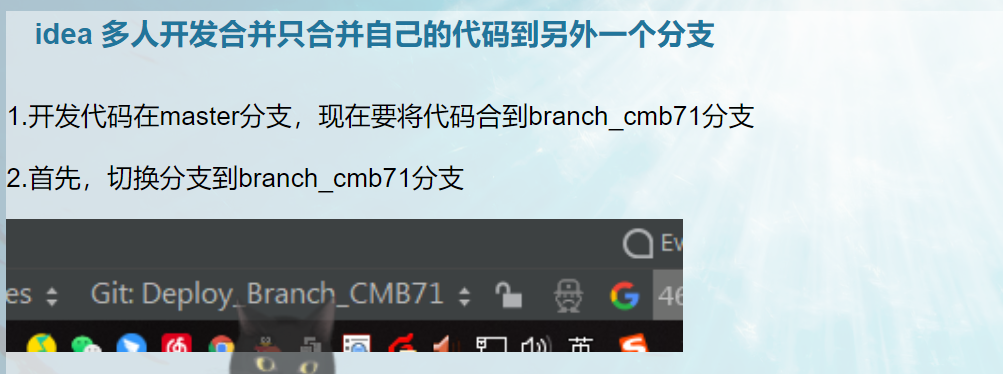 idea 多人开发合并只合并自己的代码到另外一个分支
1.开发代码在master分支，现在要将代码合到branch_cmb71分支
2.首先，切换分支到branch_cmb71分支
Ev
es Git: Deploy_Branch_CMB71 46
英